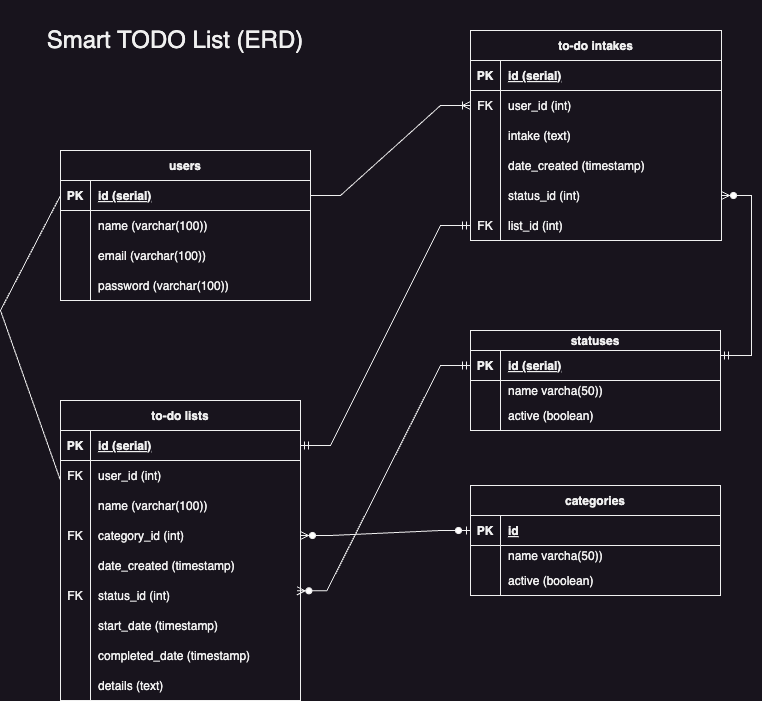 Smart TODO List (ERD)
to-do intakes
PK id (serial)
FK user_id (int)
intake (text)
date_created (timestamp)
status_id (int)
FK list_id (int)
users
PK id (serial)
name (varchar(100))
email (varchar(100))
password (varchar(100))
statuses
PK id (serial)
name varcha(50))
active (boolean)
to-do lists
PK id (serial)
FK user_id (int)
name (varchar(100))
FK category_id (int)
date_created (timestamp)
FK status_id (int)
start_date (timestamp)
completed_date (timestamp)
details (text)
categories
PK id
name varcha(50))
active (boolean)